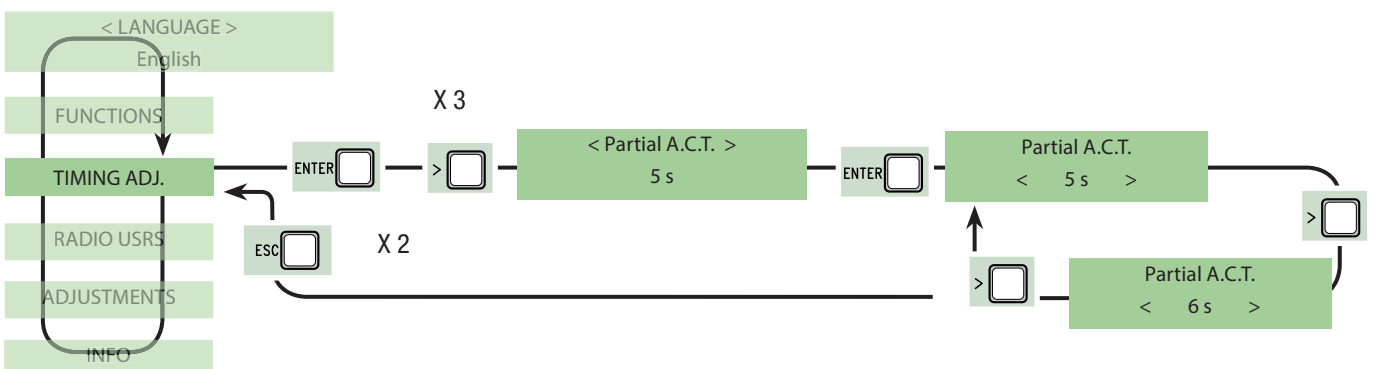 < LANGUAGE >
English
FUNCTIONS
TIMING ADJ.
RADIO USRS
ADJUSTMENTS
INFO
ENTER
X 3
>
< Partial A.C.T. >
5 s
ENTER
Partial A.C.T.
< 5 s >
>
Partial A.C.T.
< 6 s >
>
ESC
X 2